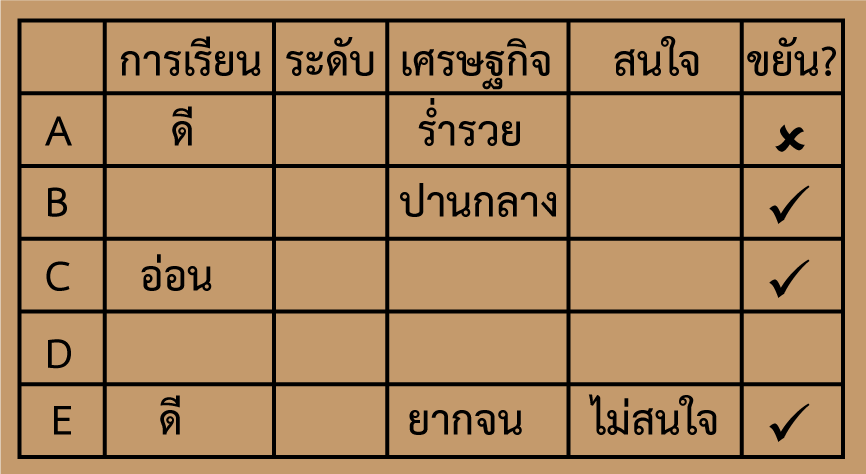 การเรียน ระดับ เศรษฐกิจ สนใจ ขยัน?
A ดี ร่ำรวย ✘
B ปานกลาง ✓
C อ่อน ✓
D
E ดี ยากจน ไม่สนใจ ✓